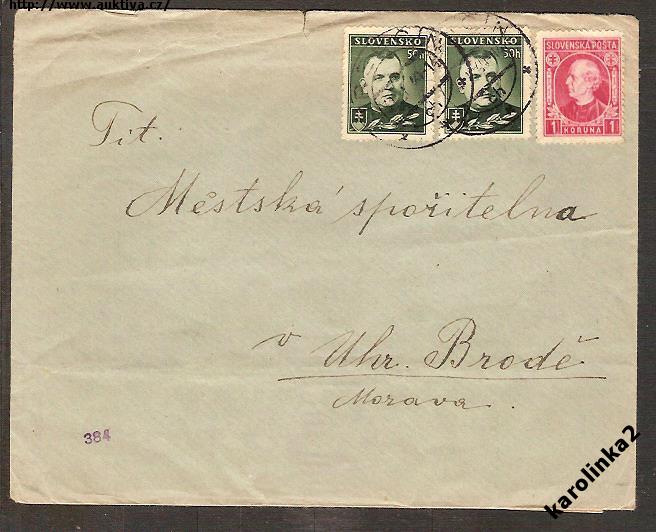 http://www.auktiva.cz/
SLOVENSKO
50h
SLOVENSKO
50h
SLOVENSKÁ POŠTA
1 KORUNA 1
Tit.
Městská spořitelna
v Uhr. Brodě
Morava.
384
karolinka2